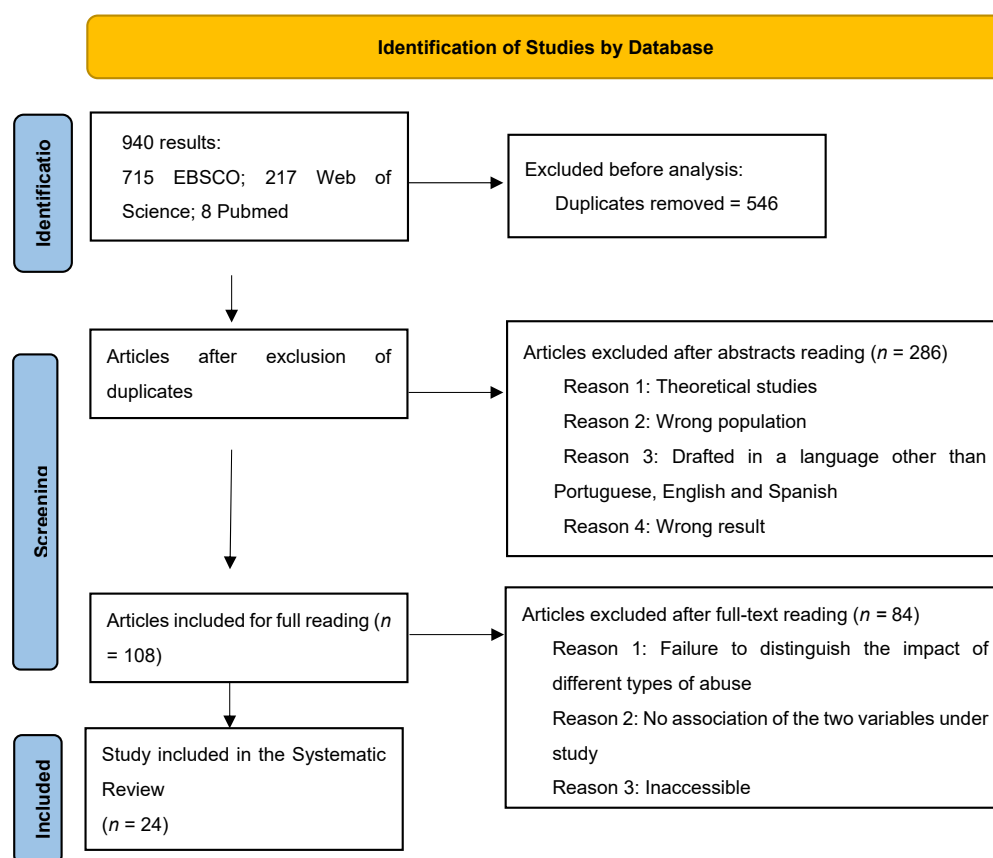 Identification of Studies by Database
Identificatio
940 results:
715 EBSCO; 217 Web of
Science; 8 Pubmed
Excluded before analysis:
Duplicates removed = 546
Screening
Articles after exclusion of
duplicates
Articles excluded after abstracts reading (n = 286)
Reason 1: Theoretical studies
Reason 2: Wrong population
Reason 3: Drafted in a language other than
Portuguese, English and Spanish
Reason 4: Wrong result
Articles included for full reading (n
= 108)
Articles excluded after full-text reading (n = 84)
Reason 1: Failure to distinguish the impact of
different types of abuse
Reason 2: No association of the two variables under
study
Reason 3: Inaccessible
Included
Study included in the Systematic
Review
(n = 24)